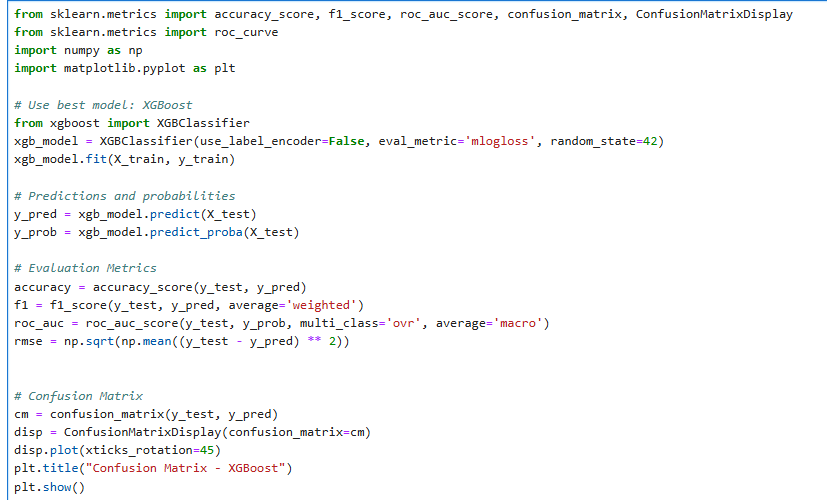 from sklearn.metrics import accuracy_score, f1_score, roc_auc_score, confusion_matrix, ConfusionMatrixDisplay
from sklearn.metrics import roc_curve
import numpy as np
import matplotlib.pyplot as plt
# Use best model: XGBoost
from xgboost import XGBClassifier
xgb_model = XGBClassifier(use_label_encoder=False, eval_metric='mlogloss', random_state=42)
xgb_model.fit(X_train, y_train)
# Predictions and probabilities
y_pred = xgb_model.predict(X_test)
y_prob = xgb_model.predict_proba(X_test)
# Evaluation Metrics
accuracy = accuracy_score(y_test, y_pred)
f1 = f1_score(y_test, y_pred, average='weighted')
roc_auc = roc_auc_score(y_test, y_prob, multi_class='ovr', average='macro')
rmse = np.sqrt(np.mean((y_test - y_pred) ** 2))
# Confusion Matrix
cm = confusion_matrix(y_test, y_pred)
disp = ConfusionMatrixDisplay(confusion_matrix=cm)
disp.plot(xticks_rotation=45)
plt.title("Confusion Matrix - XGBoost")
plt.show()